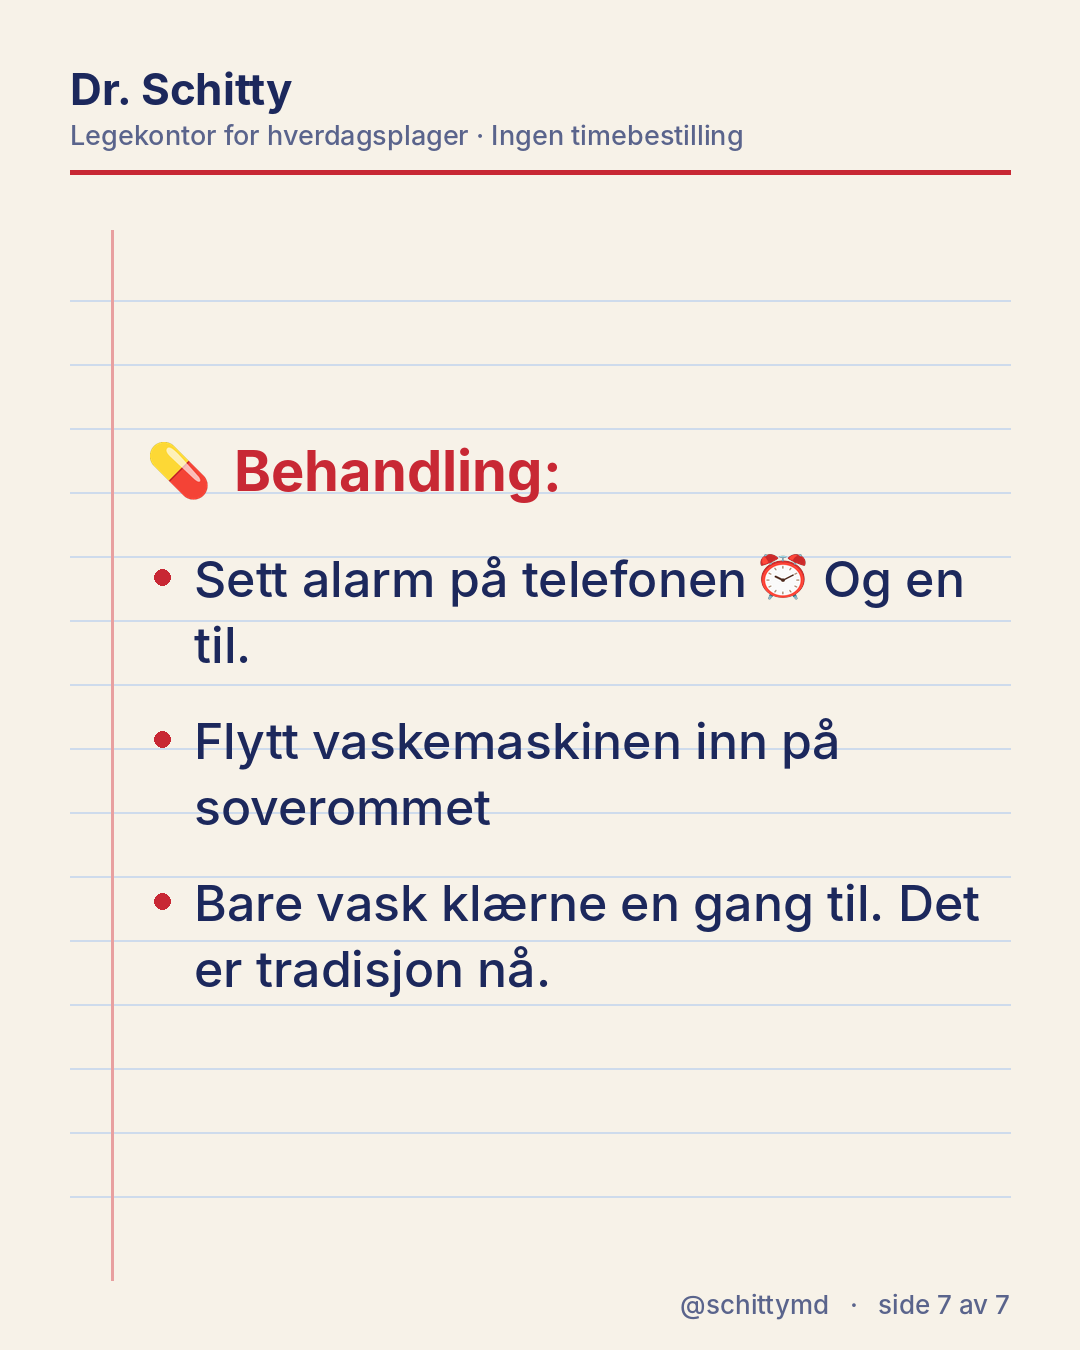 Dr. Schitty
Legekontor for hverdagsplager · Ingen timebestilling
💊 Behandling:
• Sett alarm på telefonen ⏰ Og en
til.
• Flytt vaskemaskinen inn på
soverommet
• Bare vask klærne en gang til. Det
er tradisjon nå.
@schittymd · side 7 av 7